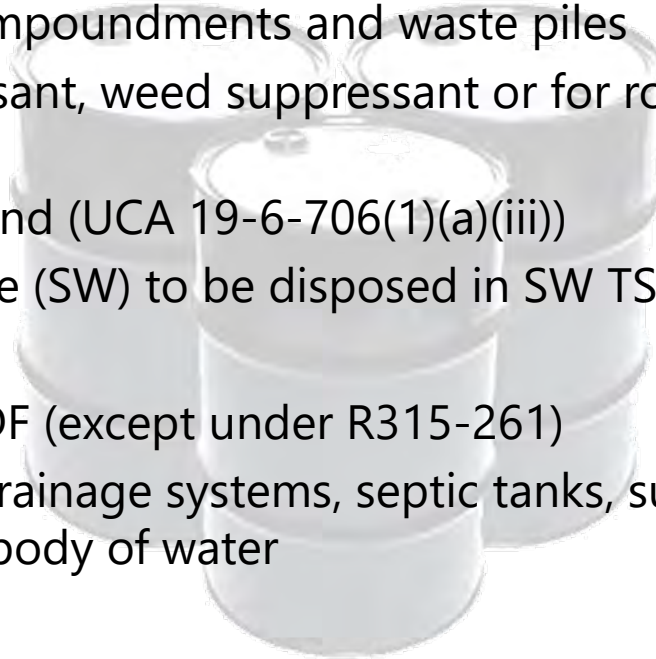 mpoundments and waste piles
sant, weed suppressant or for ro
nd (UCA 19-6-706(1)(a)(iii))
e (SW) to be disposed in SW TS
DF (except under R315-261)
rainage systems, septic tanks, su
body of water